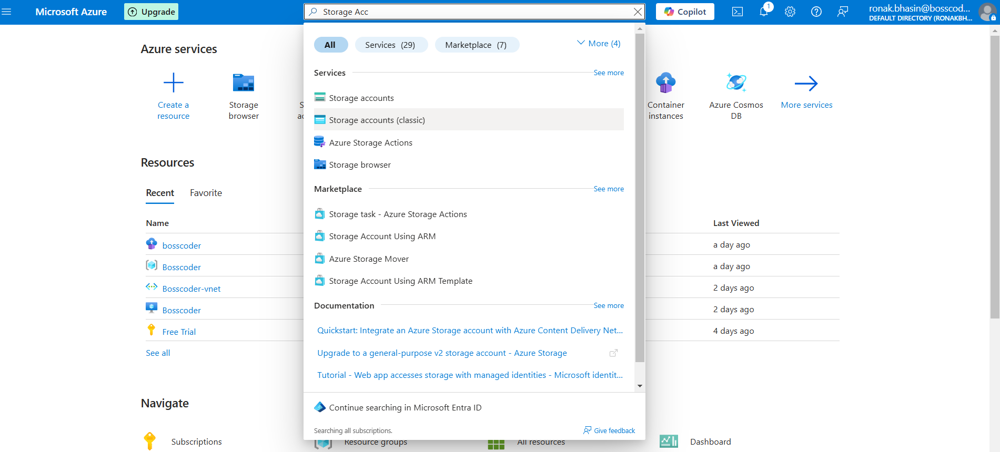 Microsoft Azure
Upgrade
Storage Acc
Copilot
1
ronak.bhasin@bosscod...
DEFAULT DIRECTORY (RONAKBH...
All
Services (29)
Marketplace (7)
More (4)
Services
See more
Storage accounts
Storage accounts (classic)
Azure Storage Actions
Storage browser
Marketplace
See more
Storage task - Azure Storage Actions
Storage Account Using ARM
Azure Storage Mover
Storage Account Using ARM Template
Documentation
See more
Quickstart: Integrate an Azure Storage account with Azure Content Delivery Net...
Upgrade to a general-purpose v2 storage account - Azure Storage
Tutorial - Web app accesses storage with managed identities - Microsoft identit...
Continue searching in Microsoft Entra ID
Searching all subscriptions.
Give feedback
Azure services
Create a
resource
Storage
browser
S
ac
Container
instances
Azure Cosmos
DB
More services
Resources
Recent
Favorite
Name
Last Viewed
bosscoder
a day ago
Bosscoder
a day ago
Bosscoder-vnet
2 days ago
Bosscoder
2 days ago
Free Trial
4 days ago
See all
Navigate
Subscriptions
Resource groups
All resources
Dashboard